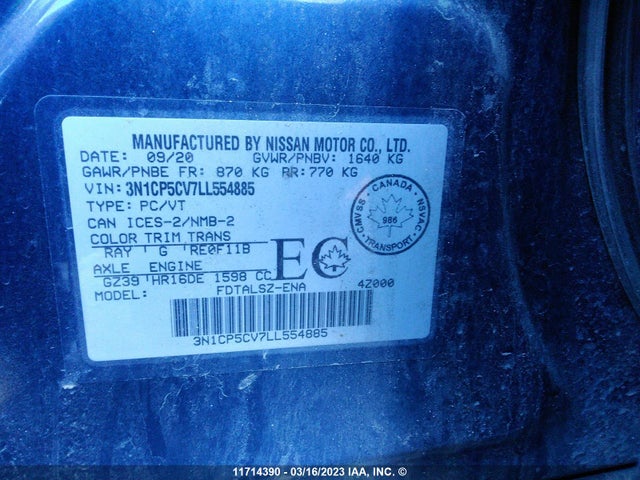 MANUFACTURED BY NISSAN MOTOR CO., LTD.
DATE: 09/20 GVWR/PNBV: 1640 KG
GAWR/PNBE FR: 870 KG RR: 770 KG
VIN: 3N1CP5CV7LL554885
TYPE: PC/VT
CAN ICES-2/NMB-2
COLOR TRIM TRANS
RAY G RE0F11B
AXLE ENGINE
GZ39 HR16DE 1598 CC
MODEL: FDTALSZ-ENA 4Z000
EC
CMVSS • CANADA • NSVAC • TRANSPORT •
986
3N1CP5CV7LL554885
11714390 - 03/16/2023 IAA, INC. ©